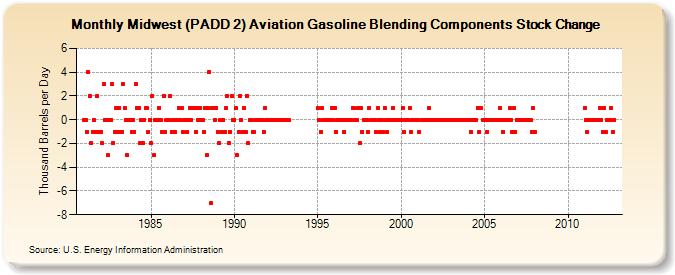 Monthly Midwest (PADD 2) Aviation Gasoline Blending Components Stock Change
Thousand Barrels per Day
6
4
2
0
-2
-4
-6
-8
1985 1990 1995 2000 2005 2010
Source: U.S. Energy Information Administration